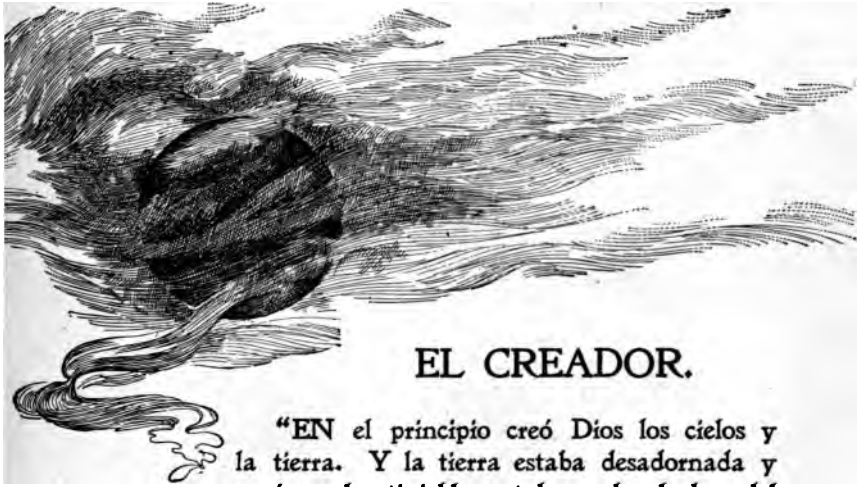 EL CREADOR.
"EN el principio creó Dios los cielos y
la tierra. Y la tierra estaba desadornada y